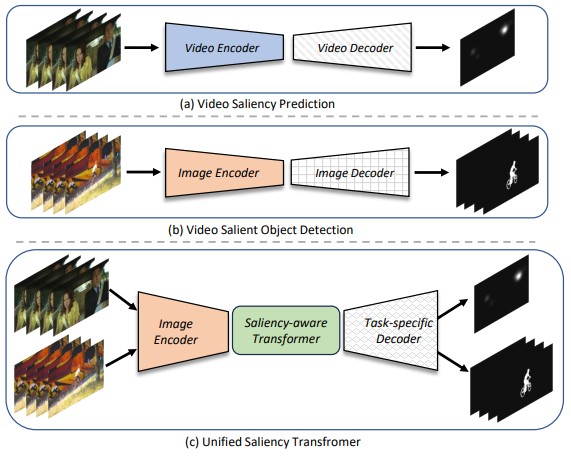 Video Encoder
Video Decoder
(a) Video Saliency Prediction
Image Encoder
Image Decoder
(b) Video Salient Object Detection
Image
Encoder
Saliency-aware
Transformer
Task-specific
Decoder
(c) Unified Saliency Transfromer